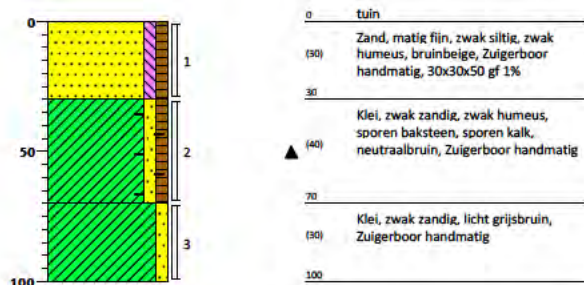 0
50
100
1
2
3
0 tuin
Zand, matig fijn, zwak siltig, zwak
(30) humeus, bruinbeige, Zuigerboor
handmatig, 30x30x50 gf 1%
30
Klei, zwak zandig, zwak humeus,
sporen baksteen, sporen kalk,
(40) neutraalbruin, Zuigerboor handmatig
70
Klei, zwak zandig, licht grijsbruin,
(30) Zuigerboor handmatig
100